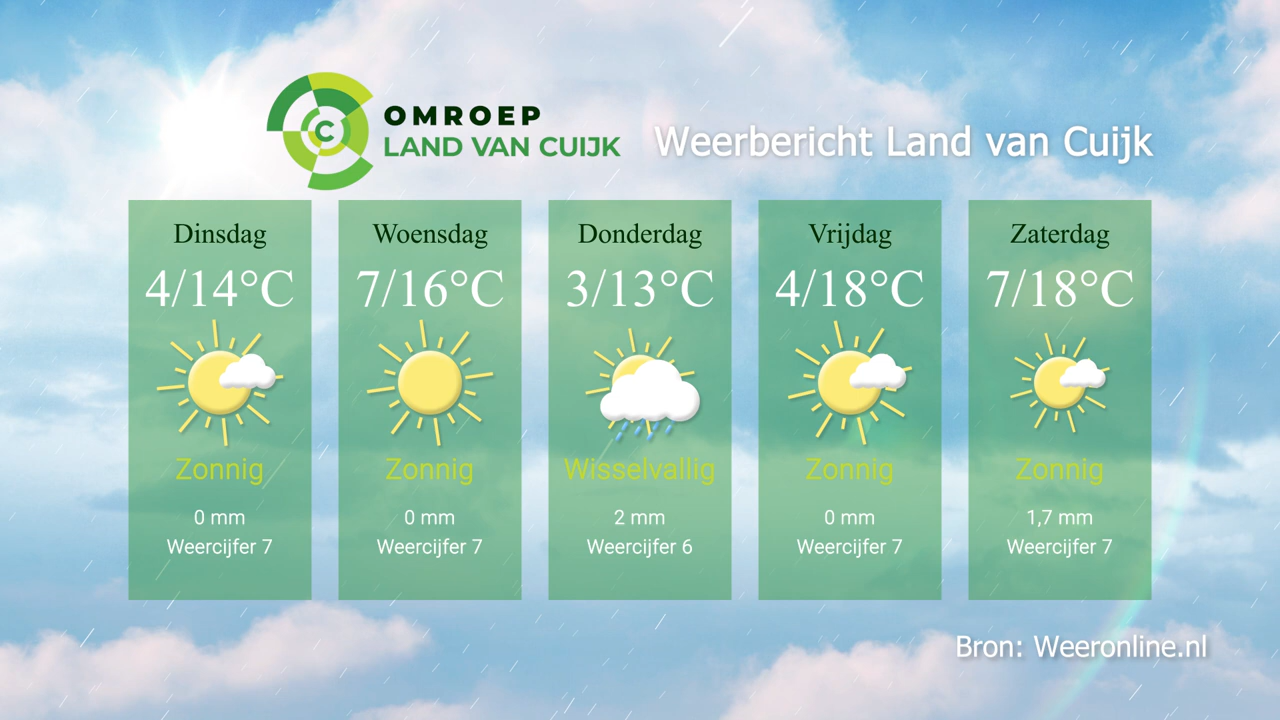 C
OMROEP
LAND VAN CUIJK
Weerbericht Land van Cuijk
Dinsdag
4/14°C
Zonnig
0 mm
Weercijfer 7
Woensdag
7/16°C
Zonnig
0 mm
Weercijfer 7
Donderdag
3/13°C
Wisselvallig
2 mm
Weercijfer 6
Vrijdag
4/18°C
Zonnig
0 mm
Weercijfer 7
Zaterdag
7/18°C
Zonnig
1,7 mm
Weercijfer 7
Bron: Weeronline.nl